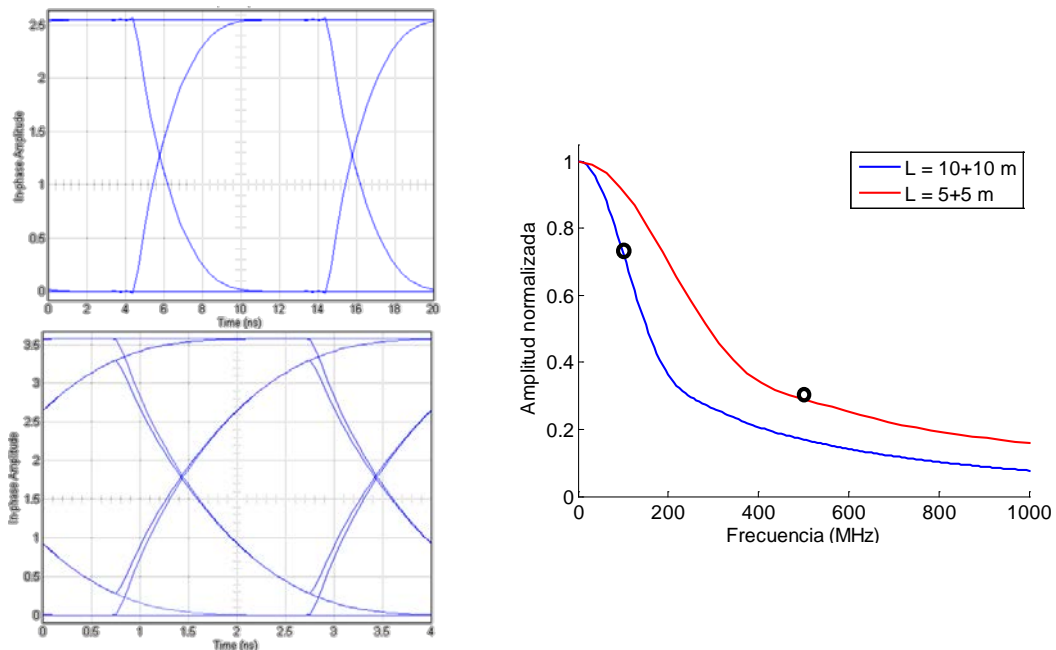 In-phase Amplitude
2.5
2
1.5
1
0.5
0
0 2 4 6 8 10 12 14 16 18 20
Time (ns)
In-phase Amplitude
3.5
3
2.5
2
1.5
1
0.5
0
0 0.5 1 1.5 2 2.5 3 3.5 4
Time (ns)
L = 10+10 m
L = 5+5 m
Amplitud normalizada
1
0.8
0.6
0.4
0.2
0
0 200 400 600 800 1000
Frecuencia (MHz)